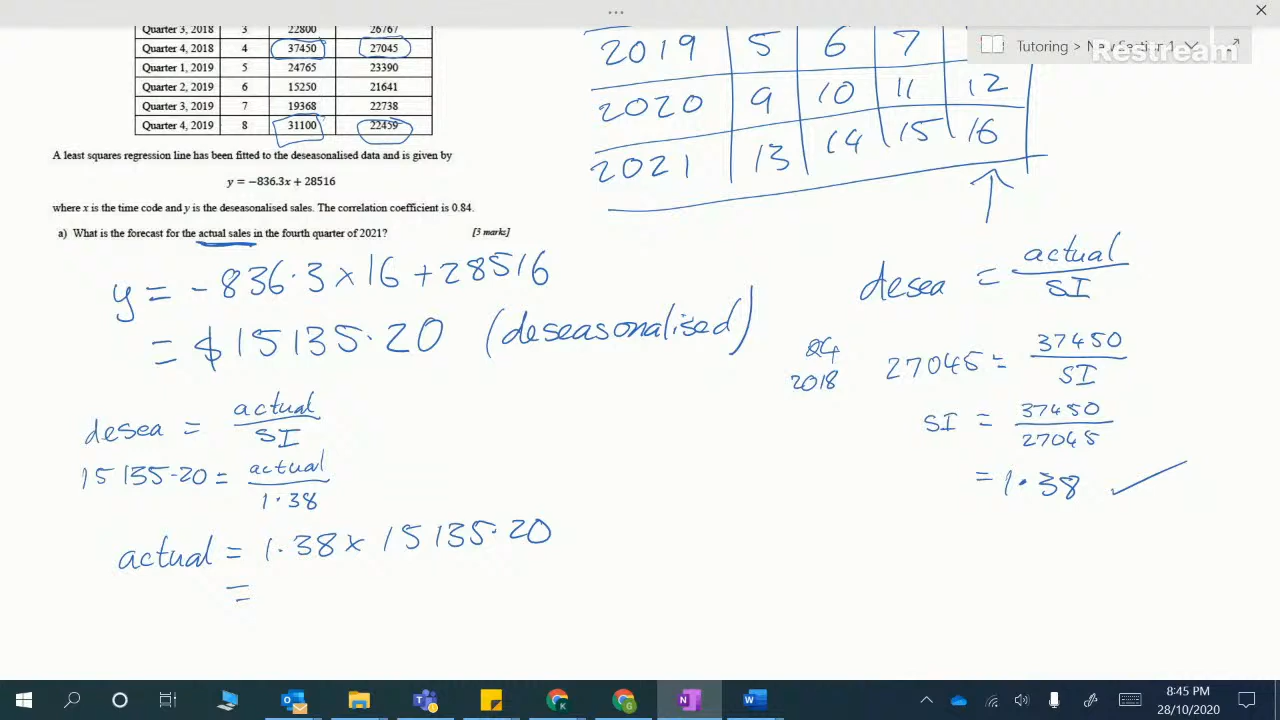 Quarter 3, 2018 3 22800 26767
Quarter 4, 2018 4 37450 27045
Quarter 1, 2019 5 24765 23390
Quarter 2, 2019 6 15250 21641
Quarter 3, 2019 7 19368 22738
Quarter 4, 2019 8 31100 22459
2019 5 6 7
2020 9 10 11 12
2021 13 14 15 16
Tutoring > New Section 1
Restream
A least squares regression line has been fitted to the deseasonalised data and is given by
y = −836.3x + 28516
where x is the time code and y is the deseasonalised sales. The correlation coefficient is 0.84.
a) What is the forecast for the actual sales in the fourth quarter of 2021? [3 marks]
y = -836.3 × 16 + 28516
= $15135.20 (deseasonalised)
desea = actual
SI
15135.20 = actual
1.38
actual = 1.38 × 15135.20
=
desea = actual
SI
Q4
2018
27045 = 37450
SI
SI = 37450
27045
= 1.38 ✓
8:45 PM
28/10/2020